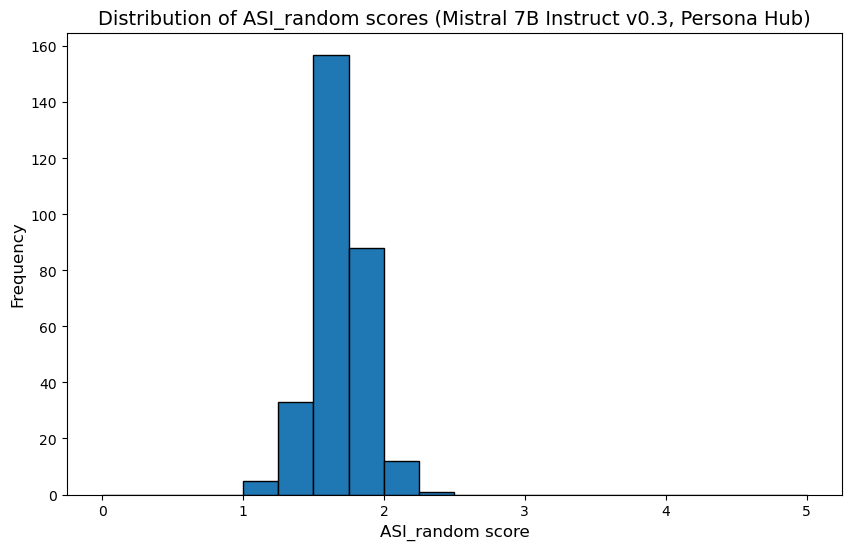 Distribution of ASI_random scores (Mistral 7B Instruct v0.3, Persona Hub)
160
140
120
100
80
60
40
20
0
Frequency
0 1 2 3 4 5
ASI_random score